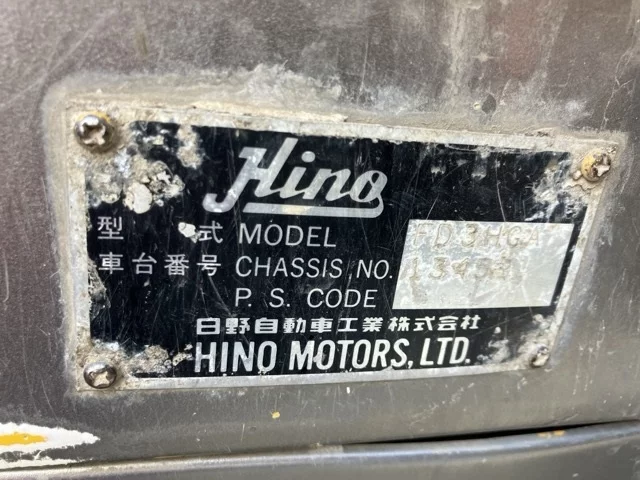 Hino
型 式 MODEL FD3HGA
車台番号 CHASSIS NO.
P. S. CODE
日野自動車工業株式会社
HINO MOTORS, LTD.